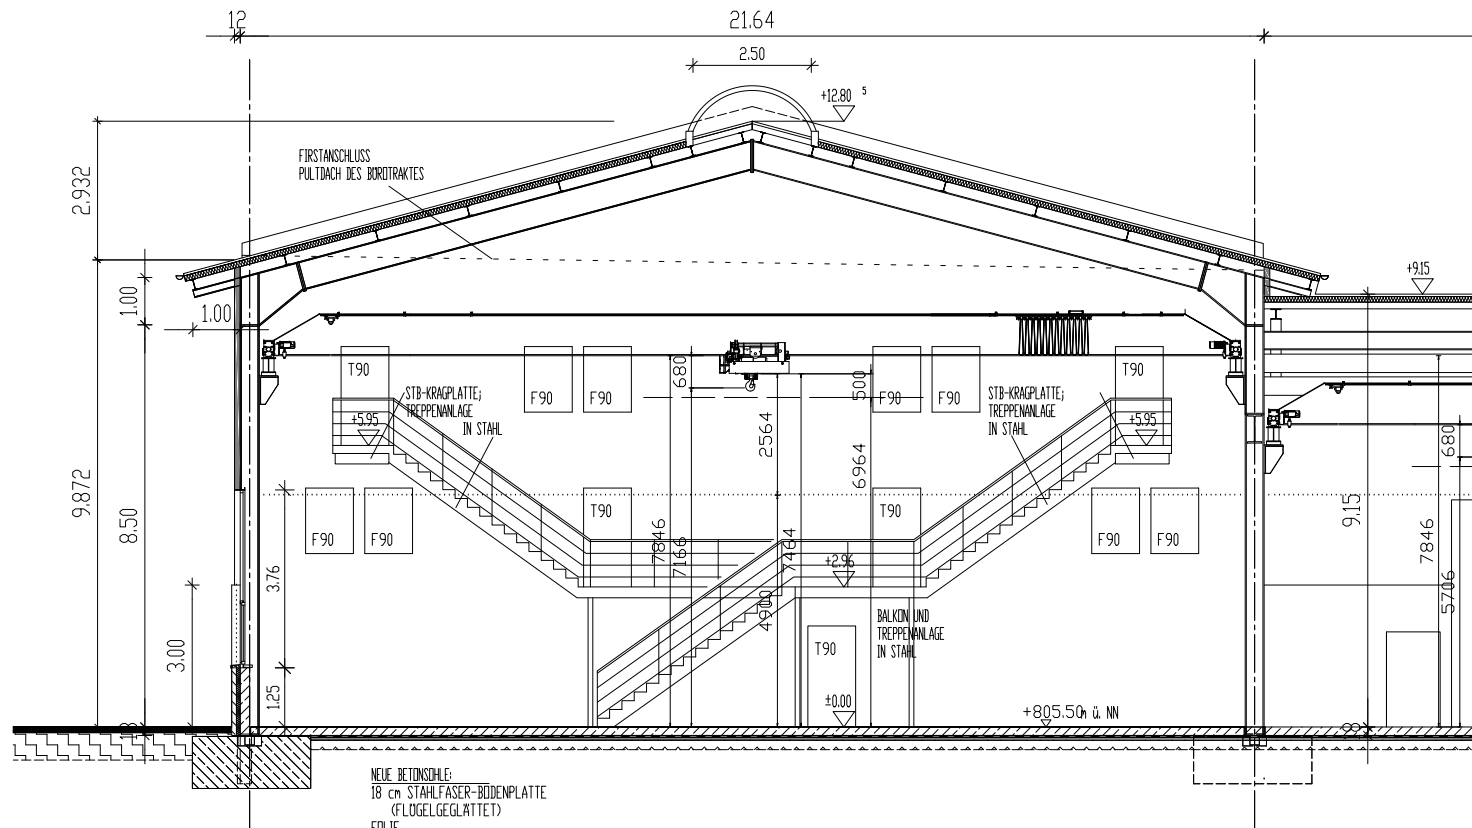 12
21.64
2.50
+12.80 5
FIRSTANSCHLUSS
PULTDACH DES BÜROTRAKTES
2.932
+9.15
1.00
1.00
T90
680
500
T90
F90
F90
F90
F90
STB-KRAGPLATTE;
TREPPENANLAGE
IN STAHL
STB-KRAGPLATTE;
TREPPENANLAGE
IN STAHL
+5.95
+5.95
2564
6964
680
9.872
8.50
9.15
F90
F90
T90
T90
F90
F90
7846
7166
7464
7846
3.76
+2.96
4900
5706
BALKON UND
TREPPENANLAGE
IN STAHL
3.00
T90
1.25
±0.00
+805.50m ü. NN
18
18
NEUE BETONSOHLE:
18 cm STAHLFASER-BODENPLATTE
(FLÜGELGEGLÄTTET)
FOLIE